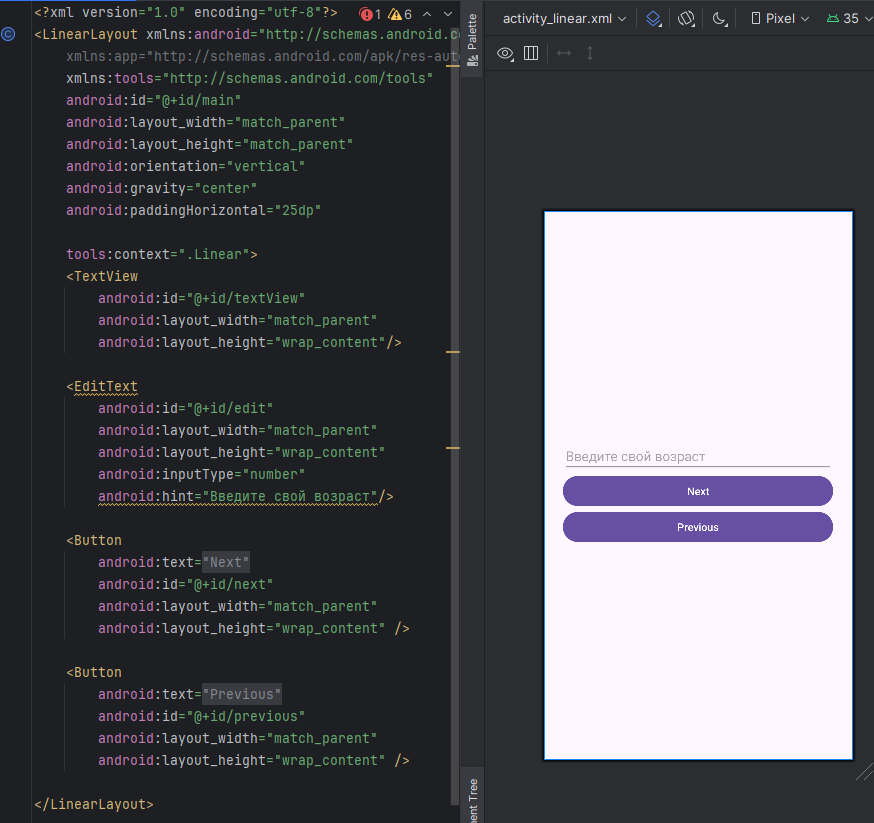 <?xml version="1.0" encoding="utf-8"?>
1 6
<LinearLayout xmlns:android="http://schemas.android.co
xmlns:app="http://schemas.android.com/apk/res-aut
xmlns:tools="http://schemas.android.com/tools"
android:id="@+id/main"
android:layout_width="match_parent"
android:layout_height="match_parent"
android:orientation="vertical"
android:gravity="center"
android:paddingHorizontal="25dp"
tools:context=".Linear">
<TextView
android:id="@+id/textView"
android:layout_width="match_parent"
android:layout_height="wrap_content"/>
<EditText
android:id="@+id/edit"
android:layout_width="match_parent"
android:layout_height="wrap_content"
android:inputType="number"
android:hint="Введите свой возраст"/>
<Button
android:text="Next"
android:id="@+id/next"
android:layout_width="match_parent"
android:layout_height="wrap_content" />
<Button
android:text="Previous"
android:id="@+id/previous"
android:layout_width="match_parent"
android:layout_height="wrap_content" />
</LinearLayout>
C
Palette
nent Tree
activity_linear.xml
Pixel
35
Введите свой возраст
Next
Previous